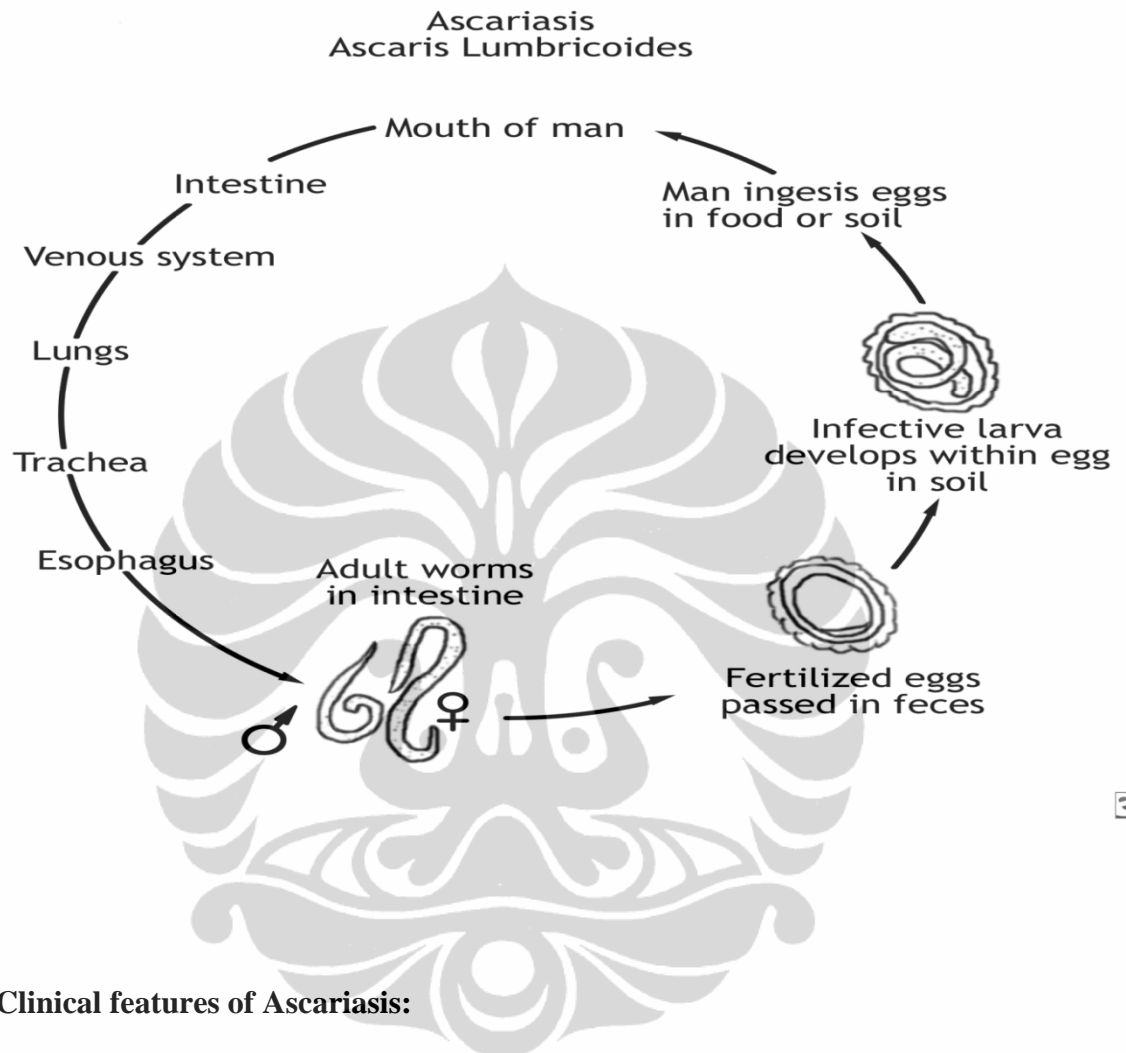 Ascariasis
Ascaris Lumbricoides
Mouth of man
Intestine
Venous system
Lungs
Trachea
Esophagus
Adult worms
in intestine
Fertilized eggs
passed in feces
Infective larva
develops within egg
in soil
Man ingesis eggs
in food or soil
Clinical features of Ascariasis: